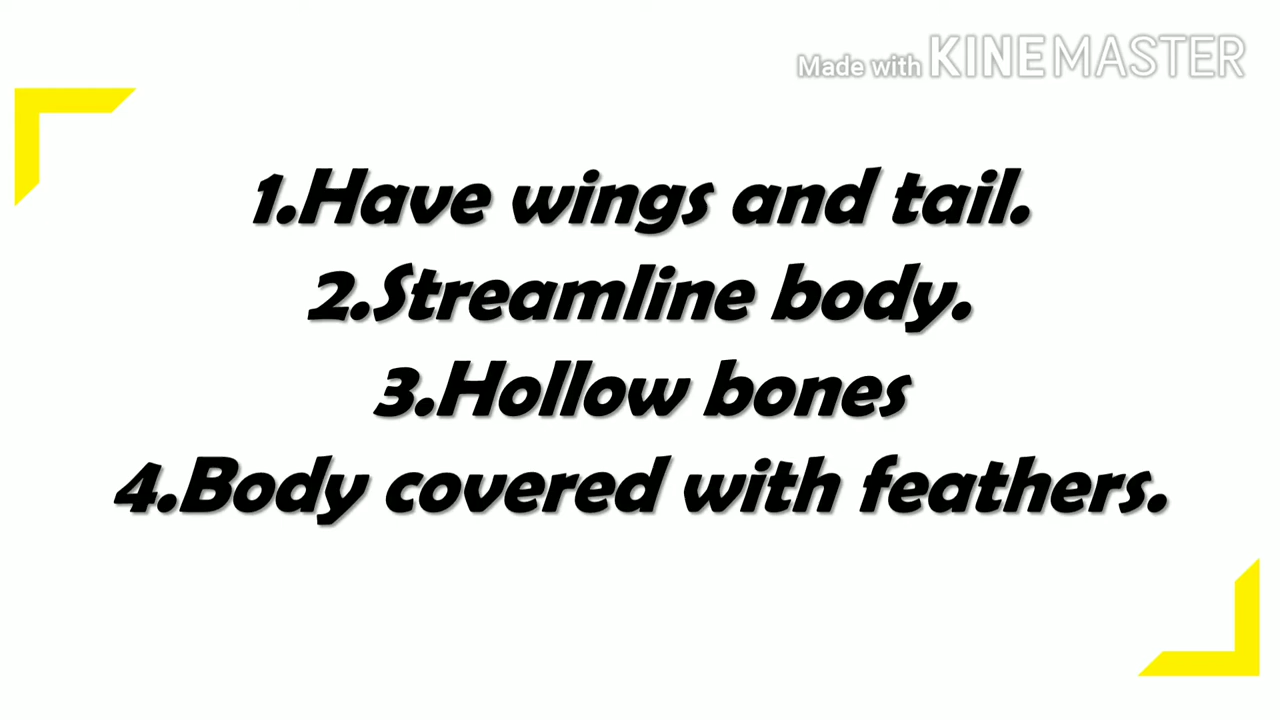 Made with KINEMASTER
1.Have wings and tail.
2.Streamline body.
3.Hollow bones
4.Body covered with feathers.